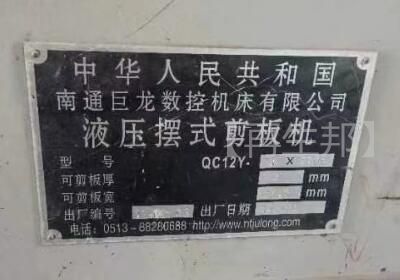 中华人民共和国
南通巨龙数控机床有限公司
液压摆式剪板机
型 号 QC12Y- X
可剪板厚 mm
可剪板宽 mm
出厂编号 出厂日期
电话：0513-88280688 http://www.ntjulong.com